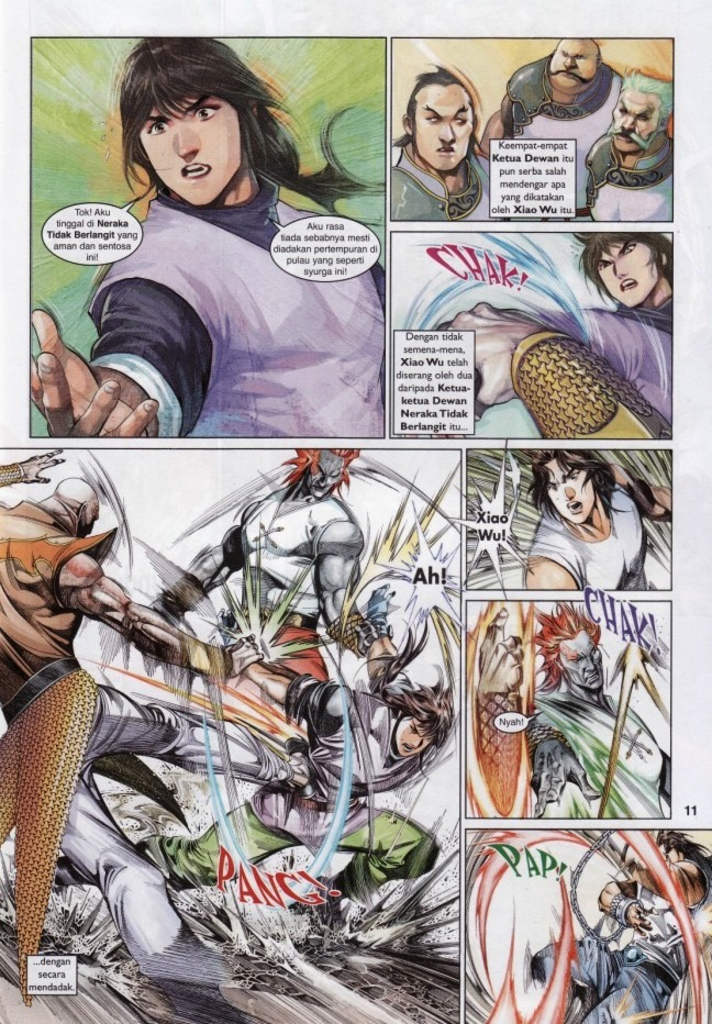 Tok! Aku
tinggal di Neraka
Tidak Berlangit yang
aman dan sentosa
ini!
Aku rasa
tiada sebabnya mesti
diadakan pertempuran di
pulau yang seperti
syurga ini!
Keempat-empat
Ketua Dewan itu
pun serba salah
mendengar apa
yang dikatakan
oleh Xiao Wu itu.
CHAK!
Dengan tidak
semena-mena,
Xiao Wu telah
diserang oleh dua
daripada Ketua-
ketua Dewan
Neraka Tidak
Berlangit itu...
Ah!
PANG!
...dengan
secara
mendadak.
Xiao
Wu!
CHAK!
Nyah!
11
PAP!